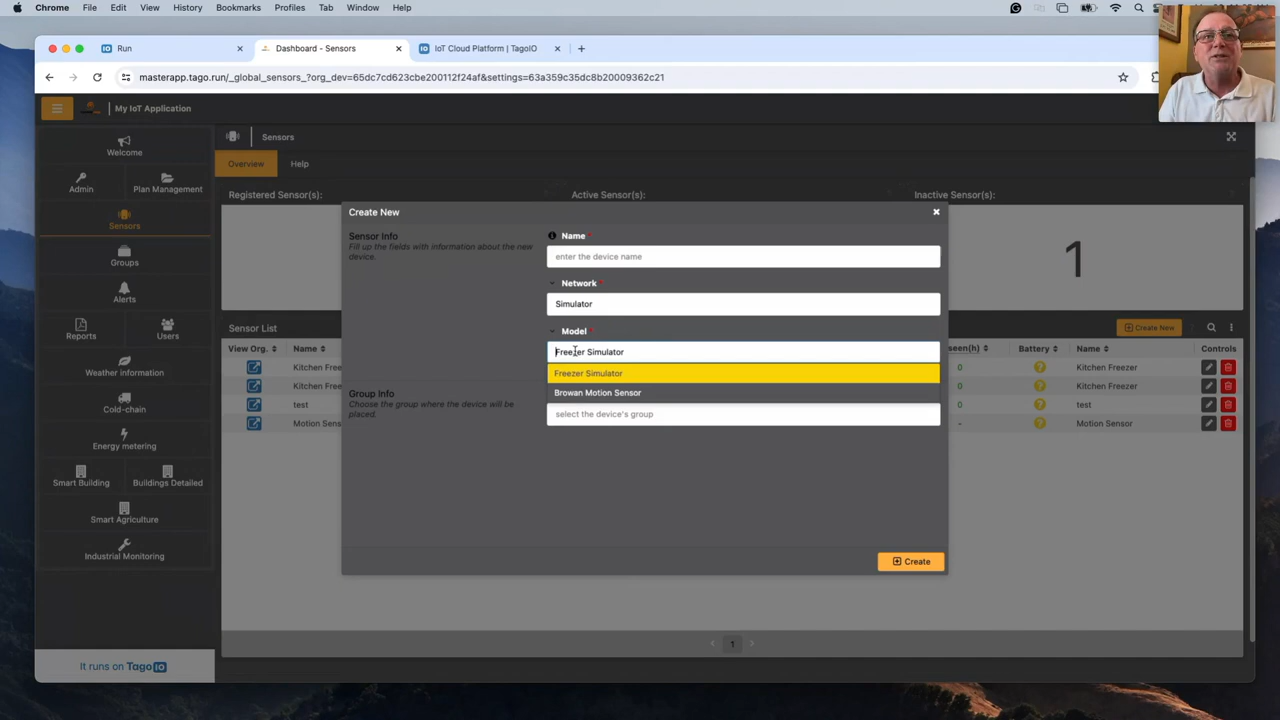 Chrome File Edit View History Bookmarks Profiles Tab Window Help
Run
Dashboard - Sensors
IoT Cloud Platform | TagoIO
masterapp.tago.run/_global_sensors_?org_dev=65dc7cd623cbe200112f24af&settings=63a359c35dc8b20009362c21
My IoT Application
Welcome
Admin
Plan Management
Sensors
Groups
Alerts
Reports
Users
Weather information
Cold-chain
Energy metering
Smart Building
Buildings Detailed
Smart Agriculture
Industrial Monitoring
It runs on TagoIO
Sensors
Overview
Help
Registered Sensor(s):
Active Sensor(s):
Inactive Sensor(s):
1
Sensor List
Create New
View Org.
Name
seen(h)
Battery
Name
Controls
Kitchen Free
0
Kitchen Freezer
Kitchen Free
0
Kitchen Freezer
test
0
test
Motion Sens
-
Motion Sensor
1
Create New
Sensor Info
Fill up the fields with information about the new
device.
Name *
enter the device name
Network *
Simulator
Model *
Freezer Simulator
Freezer Simulator
Browan Motion Sensor
Group Info
Choose the group where the device will be
placed.
select the device's group
Create